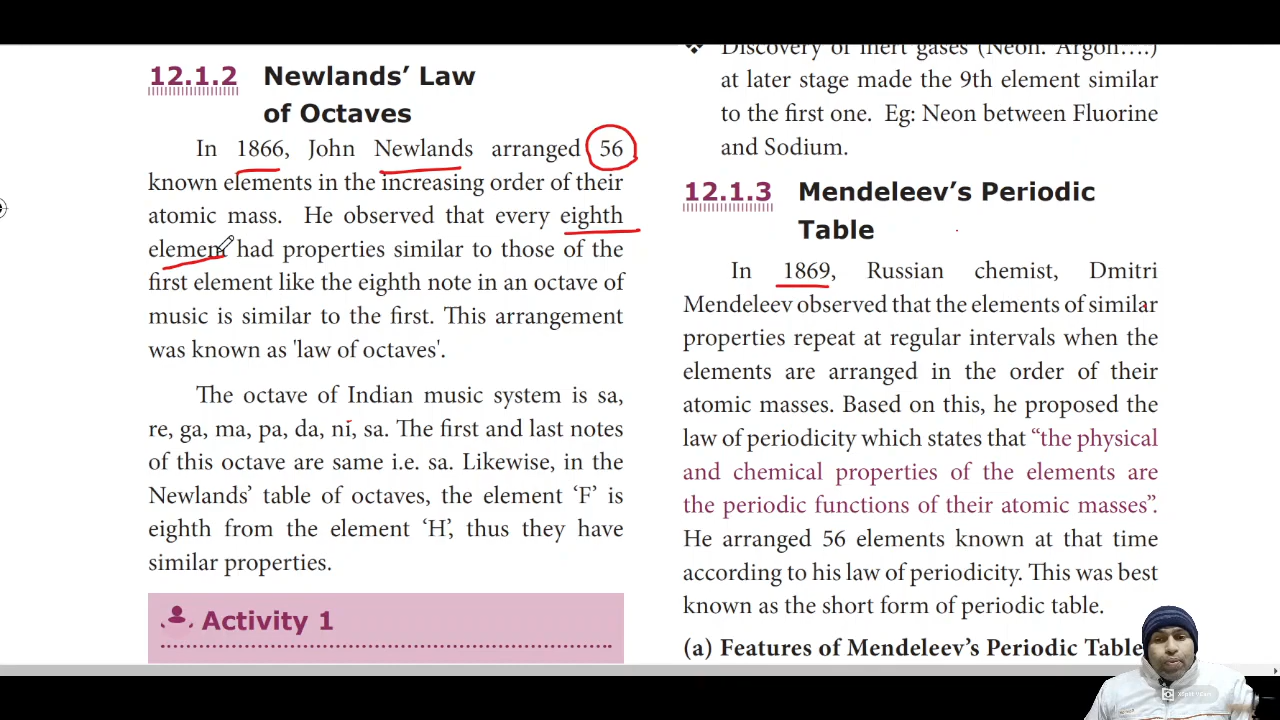 12.1.2 Newlands’ Law
of Octaves
In 1866, John Newlands arranged 56
known elements in the increasing order of their
atomic mass. He observed that every eighth
element had properties similar to those of the
first element like the eighth note in an octave of
music is similar to the first. This arrangement
was known as 'law of octaves'.
The octave of Indian music system is sa,
re, ga, ma, pa, da, ni, sa. The first and last notes
of this octave are same i.e. sa. Likewise, in the
Newlands’ table of octaves, the element ‘F’ is
eighth from the element ‘H’, thus they have
similar properties.
Activity 1
Discovery of inert gases (Neon. Argon….)
at later stage made the 9th element similar
to the first one. Eg: Neon between Fluorine
and Sodium.
12.1.3 Mendeleev’s Periodic
Table
In 1869, Russian chemist, Dmitri
Mendeleev observed that the elements of similar
properties repeat at regular intervals when the
elements are arranged in the order of their
atomic masses. Based on this, he proposed the
law of periodicity which states that “the physical
and chemical properties of the elements are
the periodic functions of their atomic masses”.
He arranged 56 elements known at that time
according to his law of periodicity. This was best
known as the short form of periodic table.
(a) Features of Mendeleev’s Periodic Table